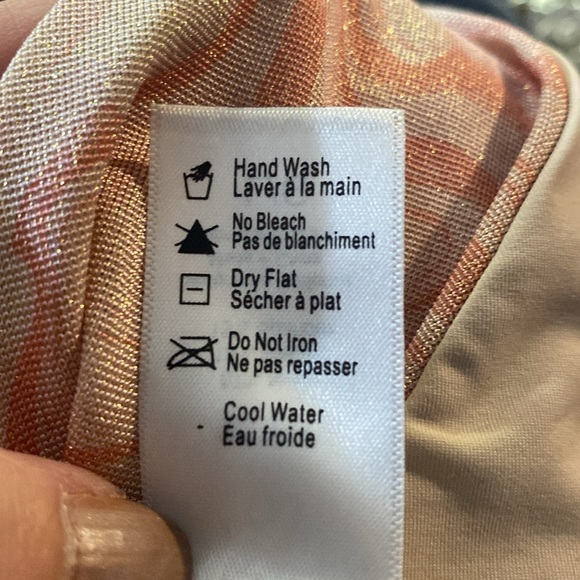 Hand Wash
Laver à la main
No Bleach
Pas de blanchiment
Dry Flat
Sécher à plat
Do Not Iron
Ne pas repasser
Cool Water
Eau froide